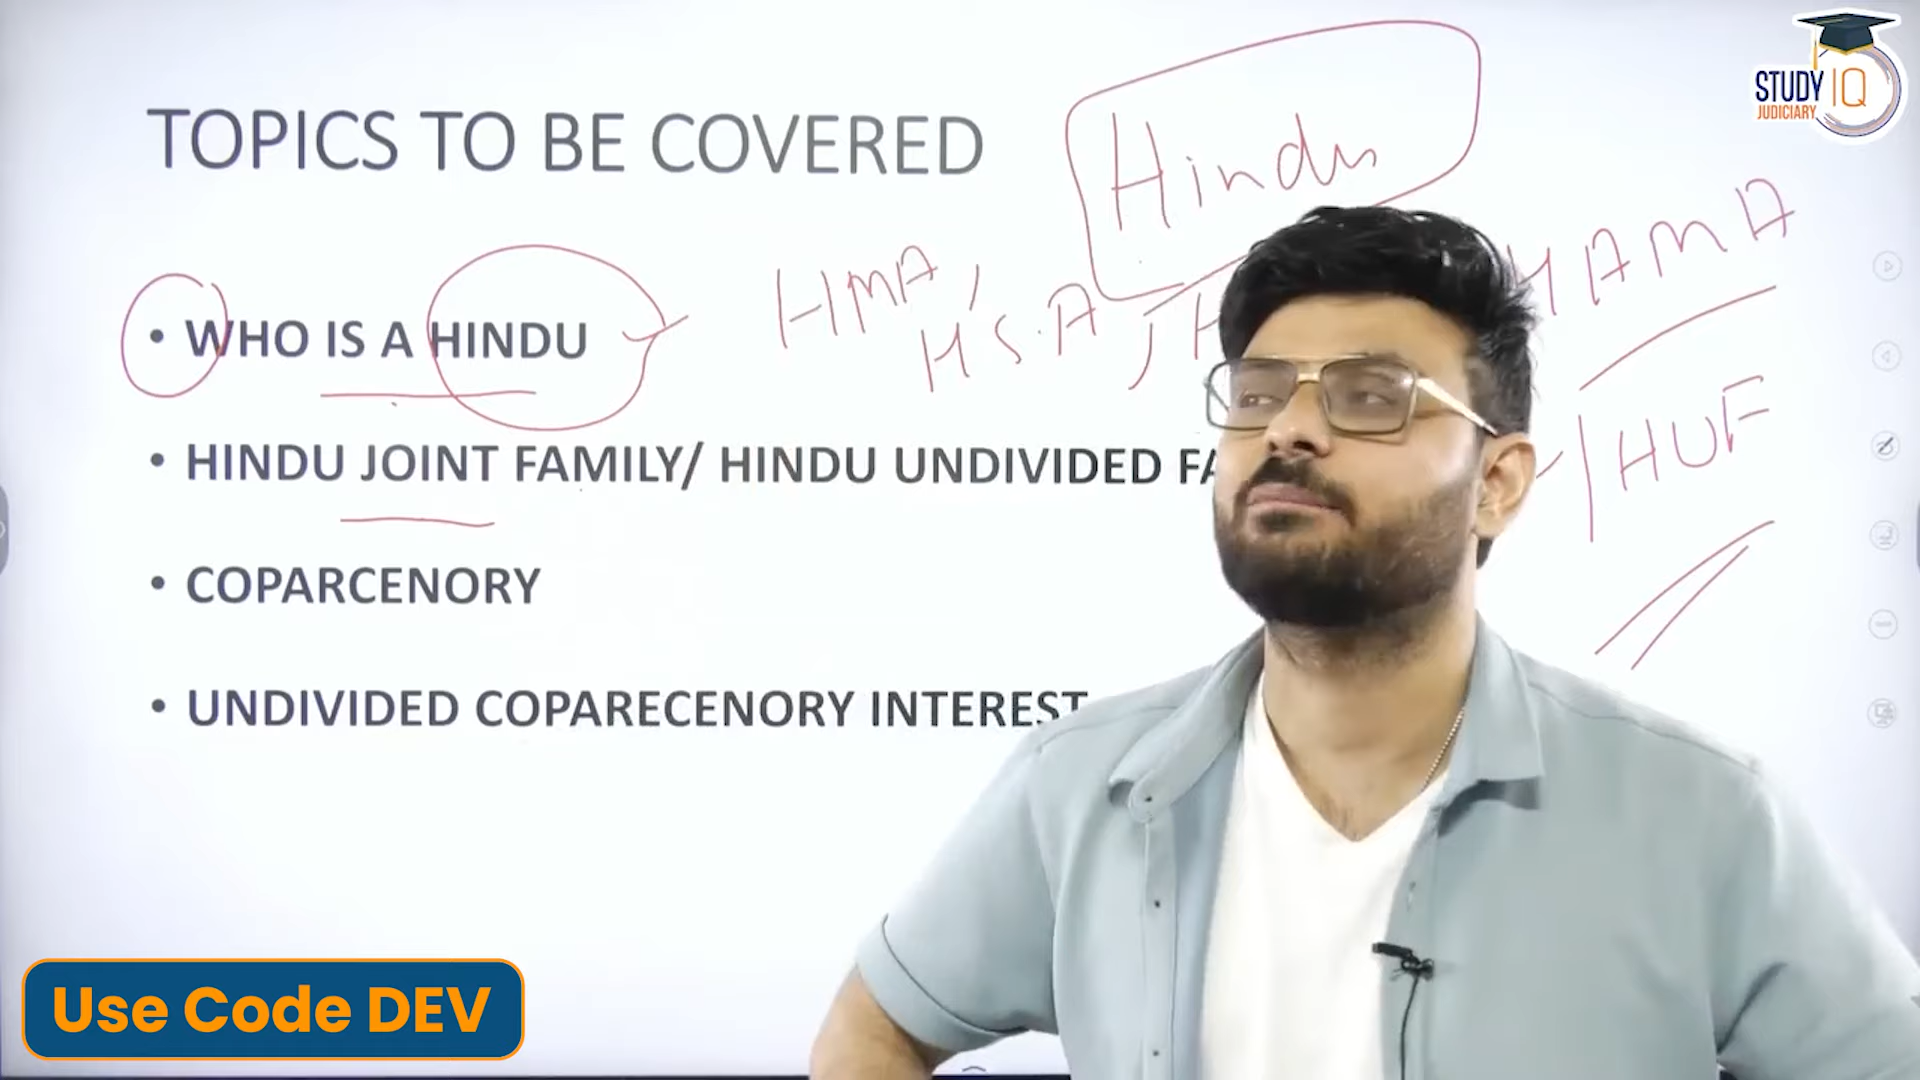 STUDY IQ
JUDICIARY
TOPICS TO BE COVERED
Hindu
HMA,
H.S.A
HAMA
• WHO IS A HINDU
HUF
• HINDU JOINT FAMILY/ HINDU UNDIVIDED FA
• COPARCENORY
• UNDIVIDED COPARECENORY INTEREST
Use Code DEV